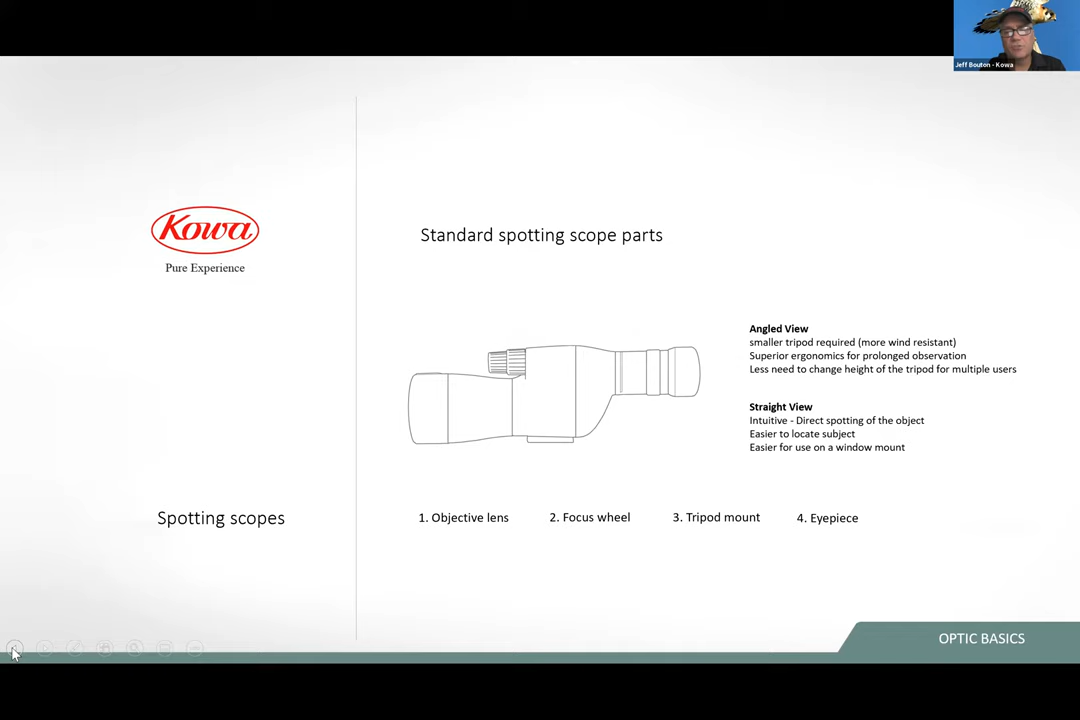 Jeff Bouton - Kowa
Kowa
Pure Experience
Spotting scopes
Standard spotting scope parts
Angled View
smaller tripod required (more wind resistant)
Superior ergonomics for prolonged observation
Less need to change height of the tripod for multiple users
Straight View
Intuitive - Direct spotting of the object
Easier to locate subject
Easier for use on a window mount
1. Objective lens
2. Focus wheel
3. Tripod mount
4. Eyepiece
OPTIC BASICS